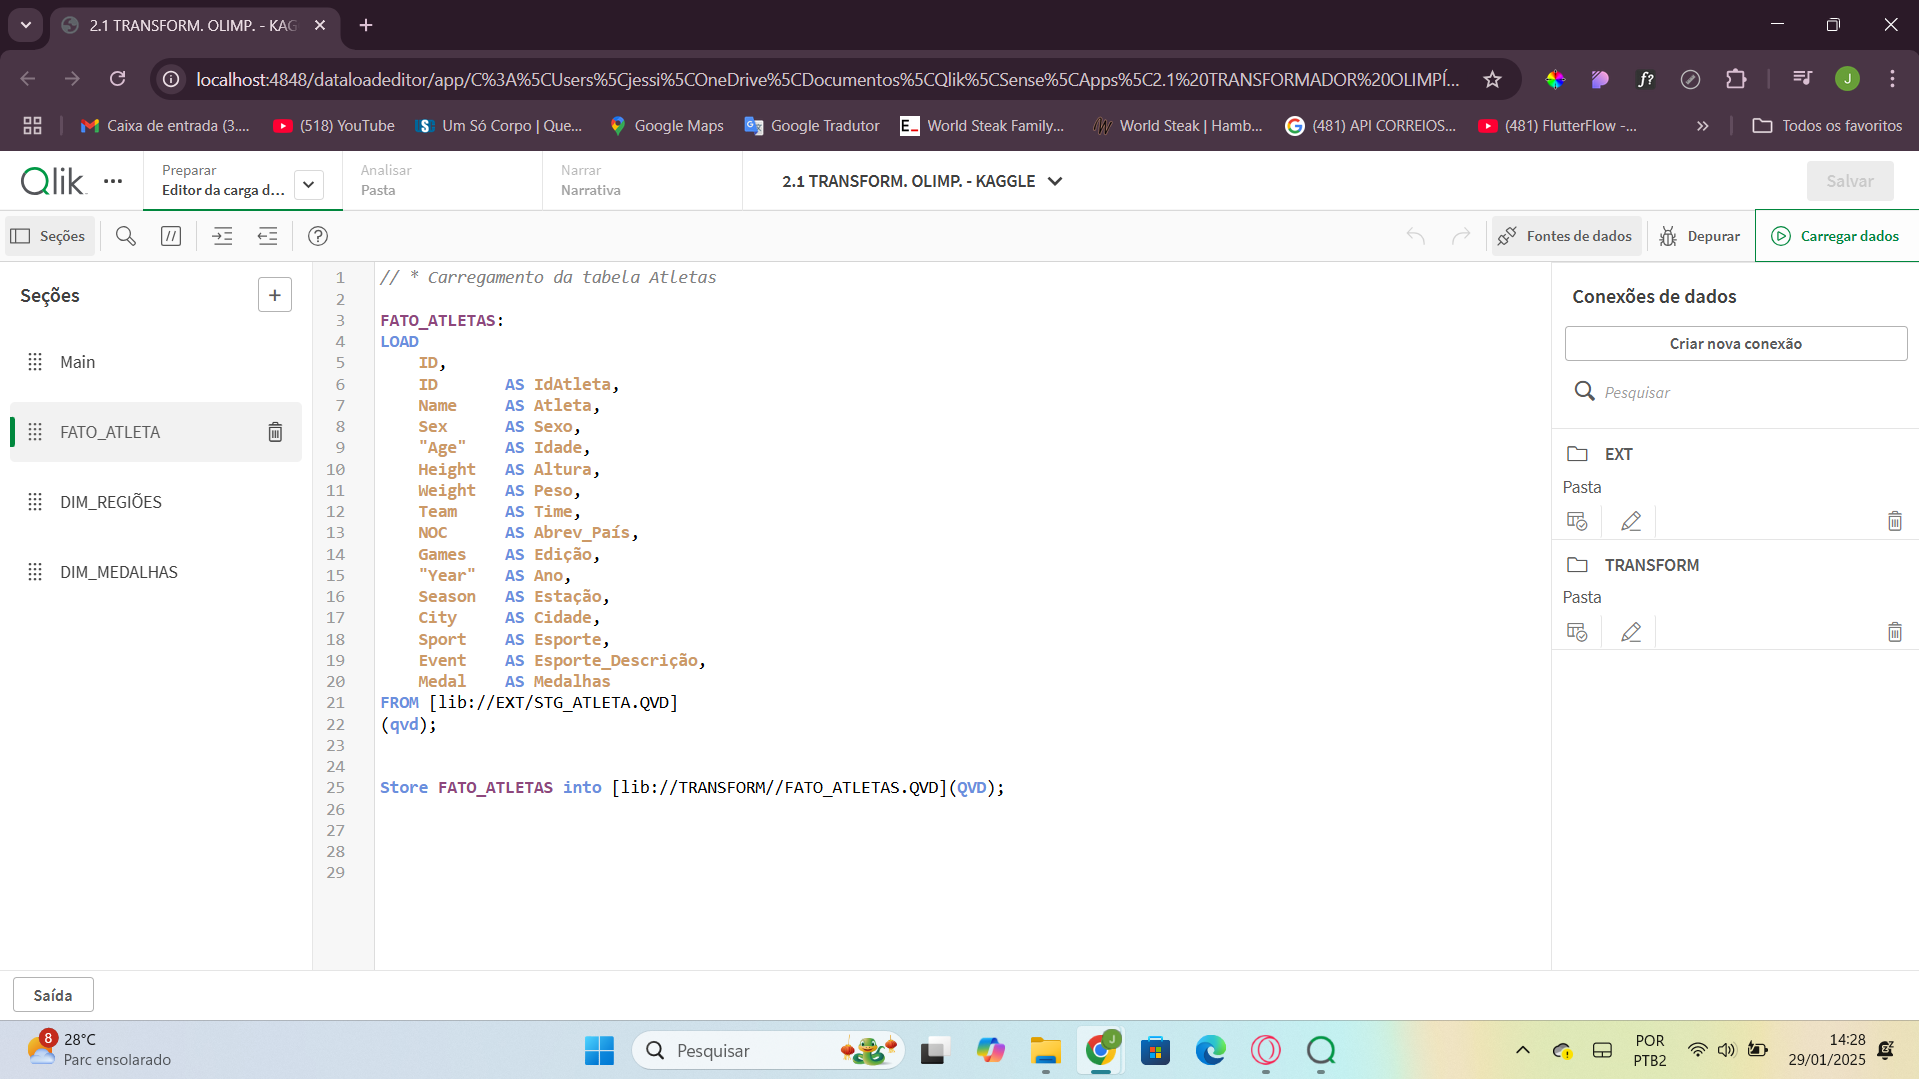 2.1 TRANSFORM. OLIMP. - KAG
localhost:4848/dataloadeditor/app/C%3A%5CUsers%5Cjessi%5COneDrive%5CDocumentos%5CQlik%5CSense%5CApps%5C2.1%20TRANSFORMADOR%20OLIMPÍ...
J
Caixa de entrada (3....
(518) YouTube
Um Só Corpo | Que...
Google Maps
Google Tradutor
World Steak Family...
World Steak | Hamb...
(481) API CORREIOS...
(481) FlutterFlow -...
Todos os favoritos
Qlik
Preparar
Editor da carga d...
Analisar
Pasta
Narrar
Narrativa
2.1 TRANSFORM. OLIMP. - KAGGLE
Salvar
Seções
Fontes de dados
Depurar
Carregar dados
Seções
+
Main
FATO_ATLETA
DIM_REGIÕES
DIM_MEDALHAS
1 // * Carregamento da tabela Atletas
2
3 FATO_ATLETAS:
4 LOAD
5 ID,
6 ID AS IdAtleta,
7 Name AS Atleta,
8 Sex AS Sexo,
9 "Age" AS Idade,
10 Height AS Altura,
11 Weight AS Peso,
12 Team AS Time,
13 NOC AS Abrev_País,
14 Games AS Edição,
15 "Year" AS Ano,
16 Season AS Estação,
17 City AS Cidade,
18 Sport AS Esporte,
19 Event AS Esporte_Descrição,
20 Medal AS Medalhas
21 FROM [lib://EXT/STG_ATLETA.QVD]
22 (qvd);
23
24
25 Store FATO_ATLETAS into [lib://TRANSFORM//FATO_ATLETAS.QVD](QVD);
26
27
28
29
Conexões de dados
Criar nova conexão
Pesquisar
EXT
Pasta
TRANSFORM
Pasta
Saída
8
28°C
Parc ensolarado
Pesquisar
J
POR
PTB2
14:28
29/01/2025